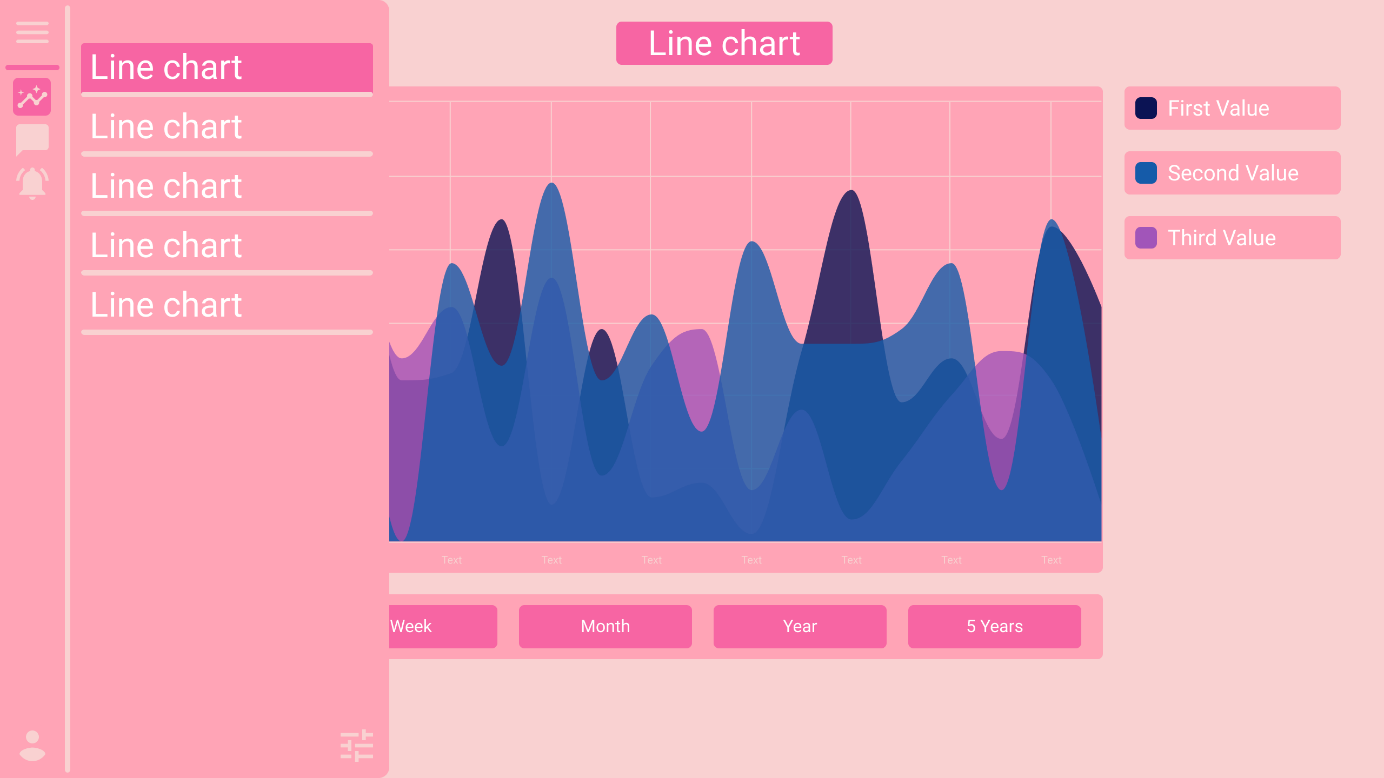 Line chart
Line chart
Line chart
Line chart
Line chart
Line chart
First Value
Second Value
Third Value
Text Text Text Text Text Text Text
Week Month Year 5 Years